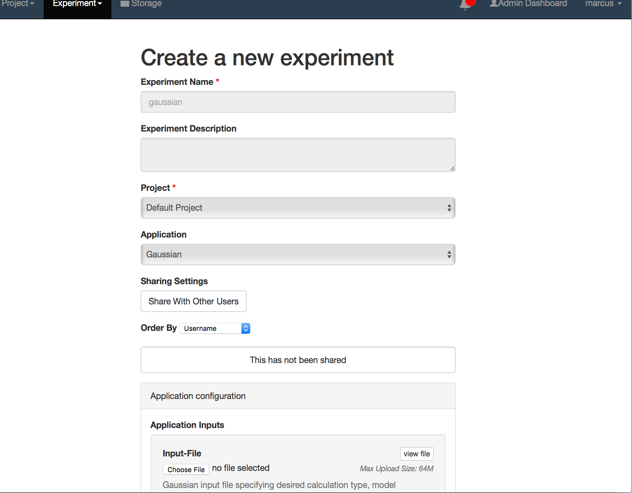 Project
Experiment
Storage
Admin Dashboard
marcus
Create a new experiment
Experiment Name *
gaussian
Experiment Description
Project *
Default Project
Application
Gaussian
Sharing Settings
Share With Other Users
Order By Username
This has not been shared
Application configuration
Application Inputs
Input-File
view file
Choose File no file selected
Max Upload Size: 64M
Gaussian input file specifying desired calculation type, model